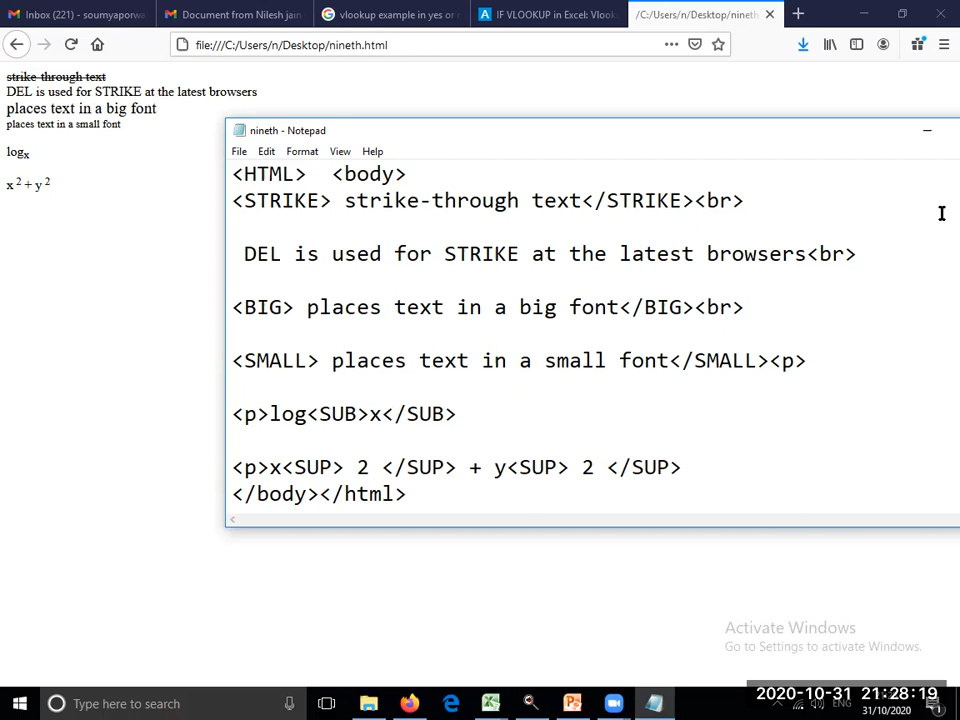 Inbox (221) - soumyaporwa
Document from Nilesh jain
vlookup example in yes or n
IF VLOOKUP in Excel: Vlooku
/C:/Users/n/Desktop/nineth.html
file:///C:/Users/n/Desktop/nineth.html
strike-through text
DEL is used for STRIKE at the latest browsers
places text in a big font
places text in a small font
logx
x 2 + y 2
nineth - Notepad
File Edit Format View Help
<HTML>  <body>
<STRIKE> strike-through text</STRIKE><br>
DEL is used for STRIKE at the latest browsers<br>
<BIG> places text in a big font</BIG><br>
<SMALL> places text in a small font</SMALL><p>
<p>log<SUB>x</SUB>
<p>x<SUP> 2 </SUP> + y<SUP> 2 </SUP>
</body></html>
Activate Windows
Go to Settings to activate Windows.
Type here to search
2020-10-31 21:28:19
ENG
31/10/2020